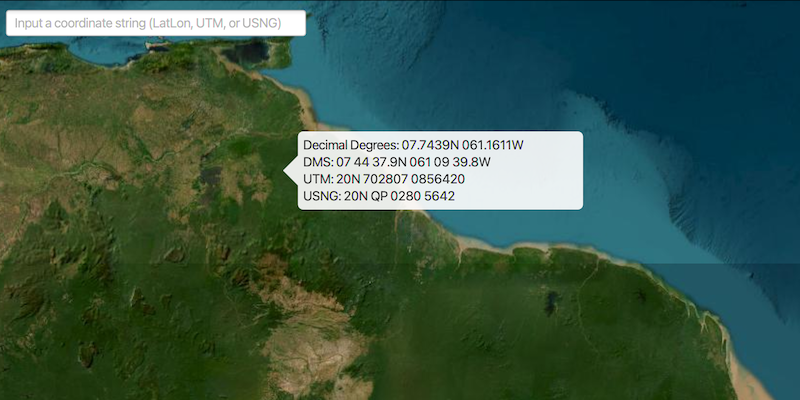 Input a coordinate string (LatLon, UTM, or USNG)
Decimal Degrees: 07.7439N 061.1611W
DMS: 07 44 37.9N 061 09 39.8W
UTM: 20N 702807 0856420
USNG: 20N QP 0280 5642